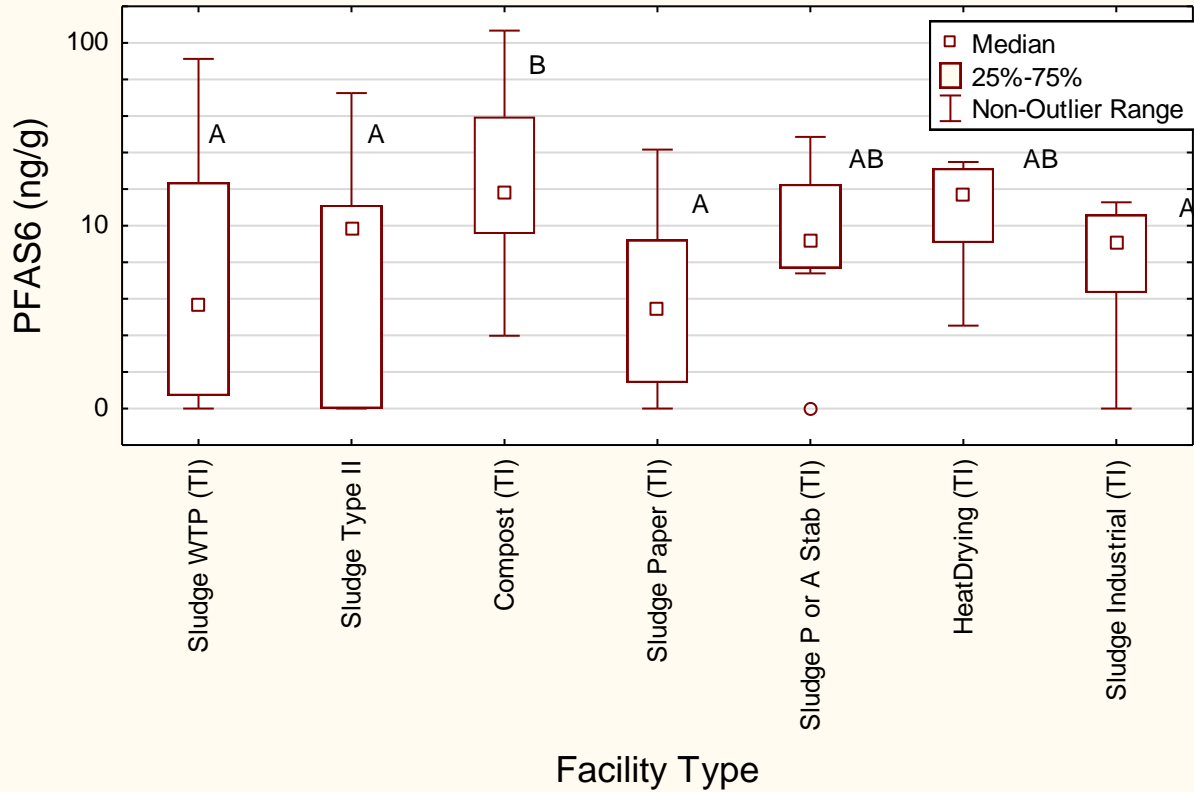 PFAS6 (ng/g)
100
10
0
Median
25%-75%
Non-Outlier Range
A
A
B
A
AB
AB
A
Sludge WTP (TI)
Sludge Type II
Compost (TI)
Sludge Paper (TI)
Sludge P or A Stab (TI)
HeatDrying (TI)
Sludge Industrial (TI)
Facility Type